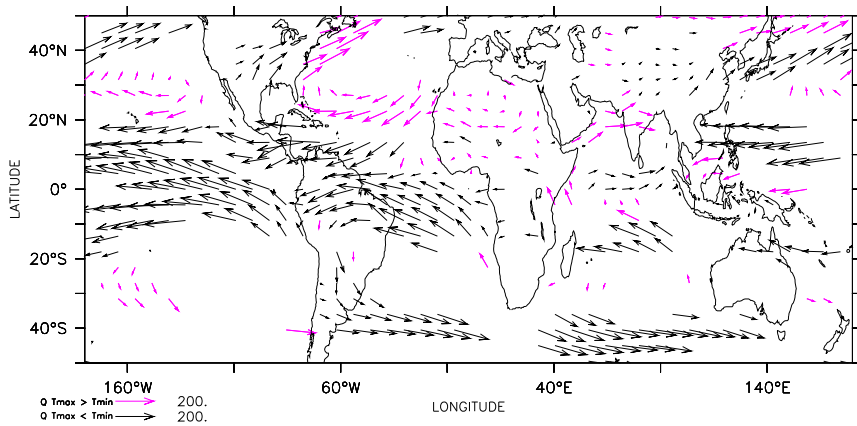 40°N
20°N
0°
20°S
40°S
LATITUDE
160°W 60°W 40°E 140°E
LONGITUDE
Q Tmax > Tmin 200.
Q Tmax < Tmin 200.